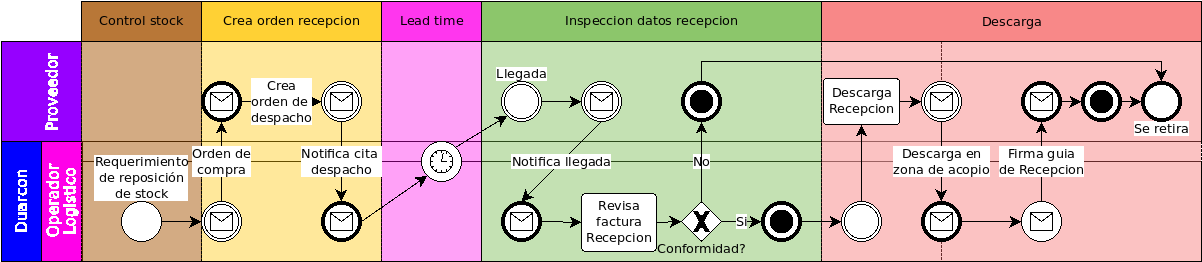 Control stock
Crea orden recepcion
Lead time
Inspeccion datos recepcion
Descarga
Proveedor
Duarcon
Operador
Logistico
Requerimiento
de reposición
de stock
Orden de
compra
Crea
orden de
despacho
Notifica cita
despacho
Llegada
Notifica llegada
Revisa
factura
Recepcion
X
Conformidad?
No
Si
Descarga
Recepcion
Descarga en
zona de acopio
Firma guia
de Recepcion
Se retira